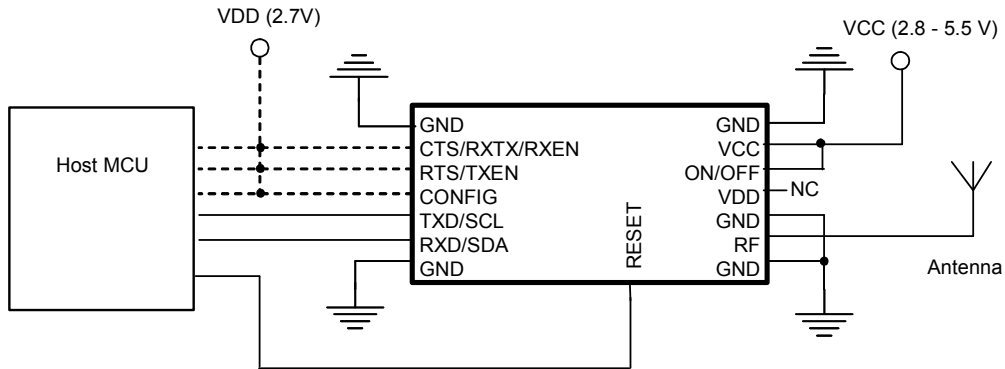 VDD (2.7V)
VCC (2.8 - 5.5 V)
Host MCU
GND
CTS/RXTX/RXEN
RTS/TXEN
CONFIG
TXD/SCL
RXD/SDA
GND
RESET
GND
VCC
ON/OFF
VDD
NC
GND
RF
GND
Antenna